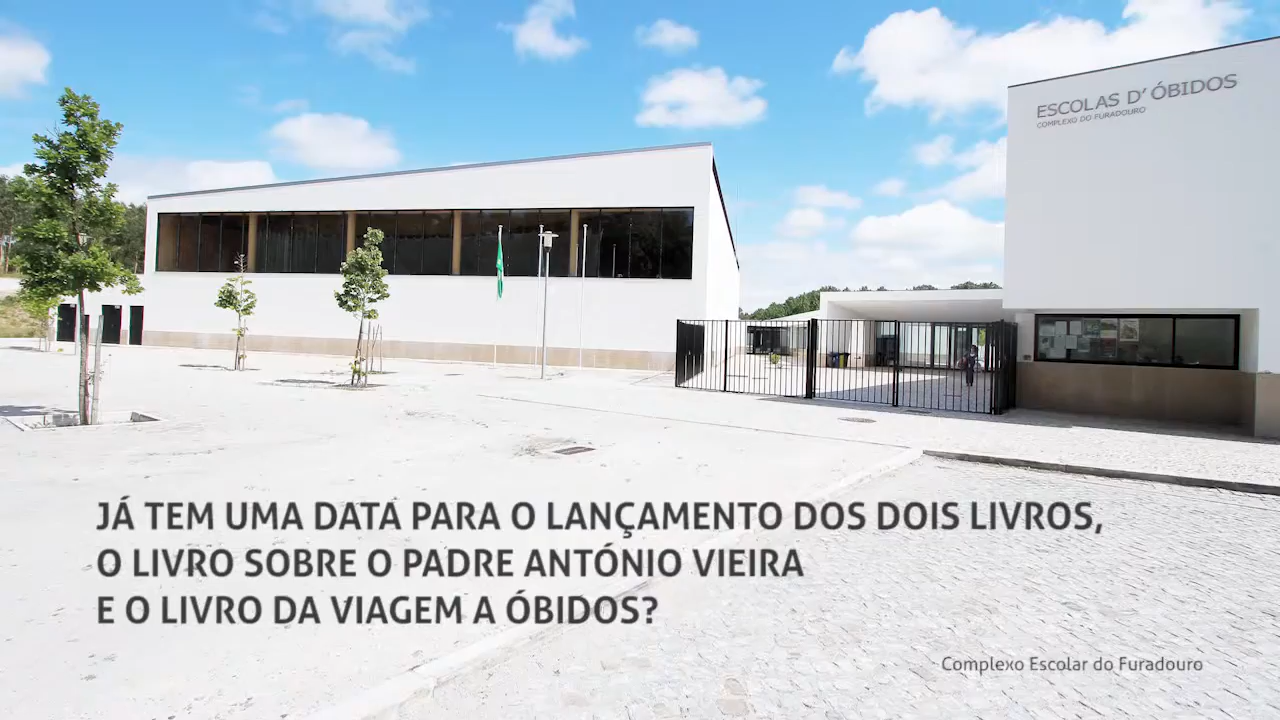 ESCOLAS D' ÓBIDOS
COMPLEXO DO FURADOURO
JÁ TEM UMA DATA PARA O LANÇAMENTO DOS DOIS LIVROS,
O LIVRO SOBRE O PADRE ANTÓNIO VIEIRA
E O LIVRO DA VIAGEM A ÓBIDOS?
Complexo Escolar do Furadouro